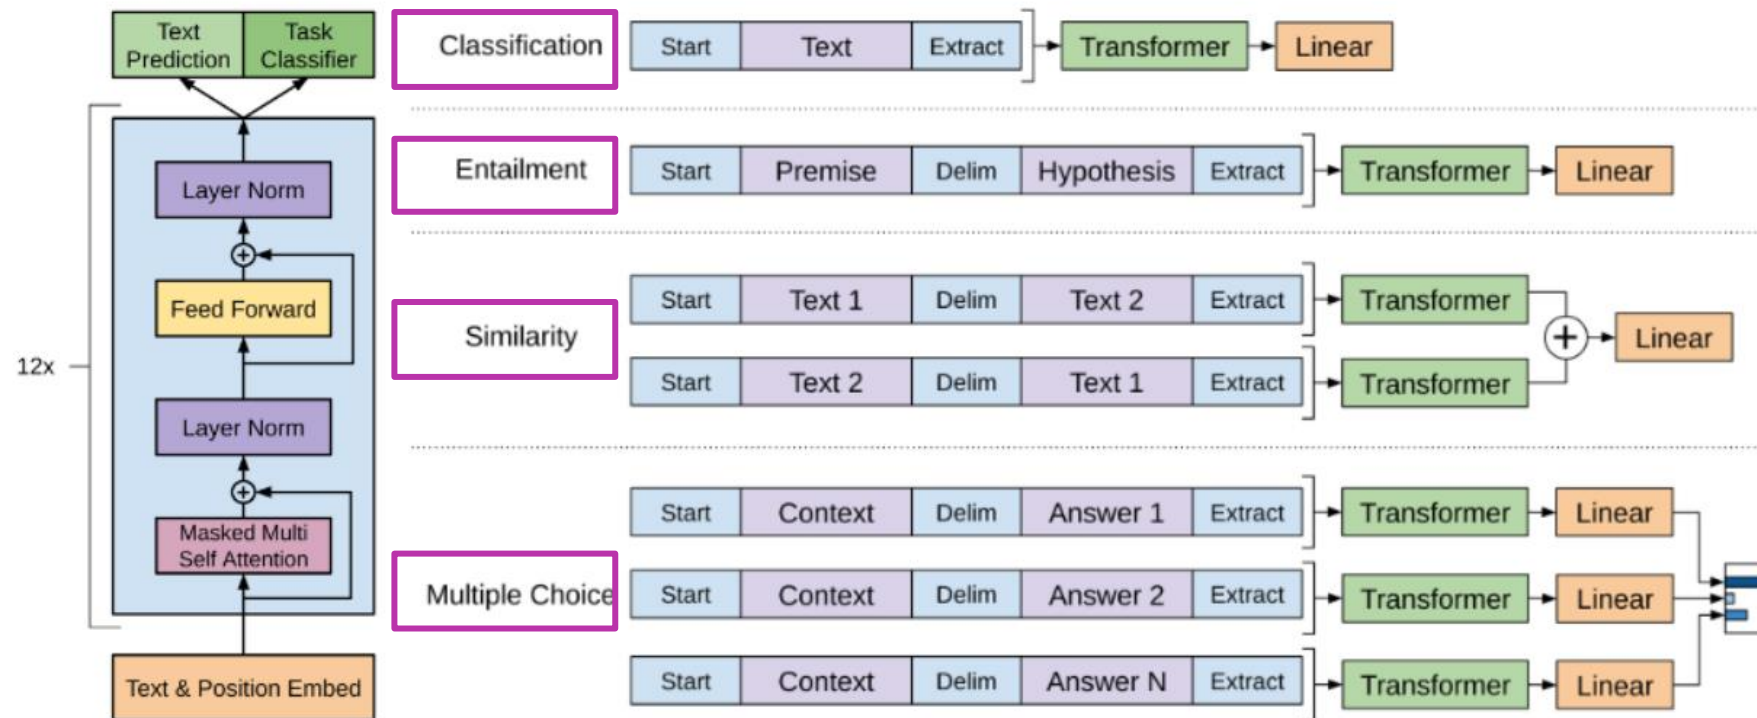 Text
Prediction
Task
Classifier
12x
Layer Norm
Feed Forward
Layer Norm
Masked Multi
Self Attention
Text & Position Embed
Classification
Start Text Extract Transformer Linear
Entailment
Start Premise Delim Hypothesis Extract Transformer Linear
Similarity
Start Text 1 Delim Text 2 Extract Transformer
+ Linear
Start Text 2 Delim Text 1 Extract Transformer
Multiple Choice
Start Context Delim Answer 1 Extract Transformer Linear
Start Context Delim Answer 2 Extract Transformer Linear
Start Context Delim Answer N Extract Transformer Linear